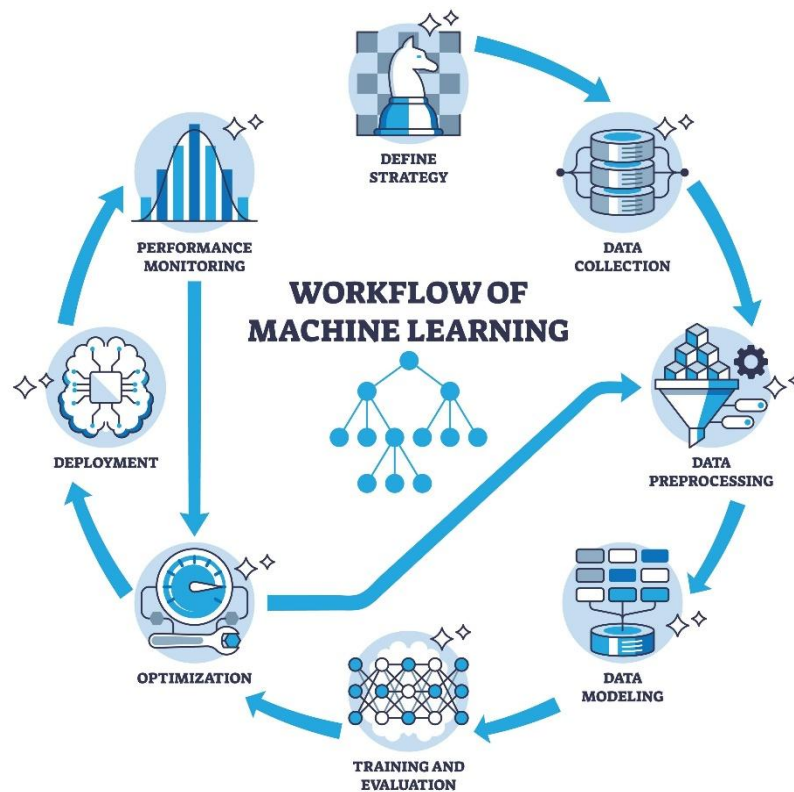 WORKFLOW OF
MACHINE LEARNING
DEFINE
STRATEGY
DATA
COLLECTION
DATA
PREPROCESSING
DATA
MODELING
TRAINING AND
EVALUATION
OPTIMIZATION
DEPLOYMENT
PERFORMANCE
MONITORING